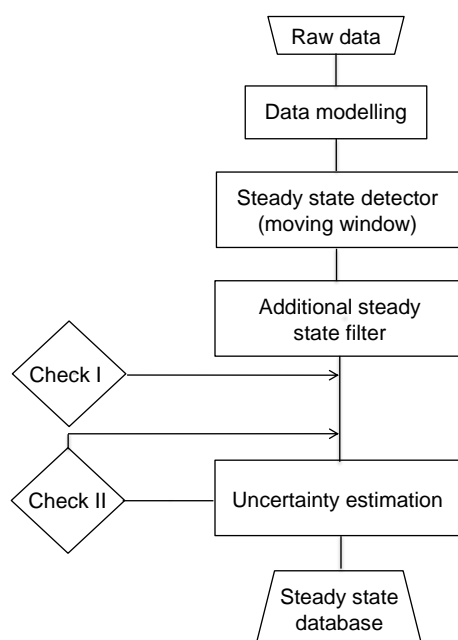 Raw data
Data modelling
Steady state detector
(moving window)
Additional steady
state filter
Check I
Check II
Uncertainty estimation
Steady state
database